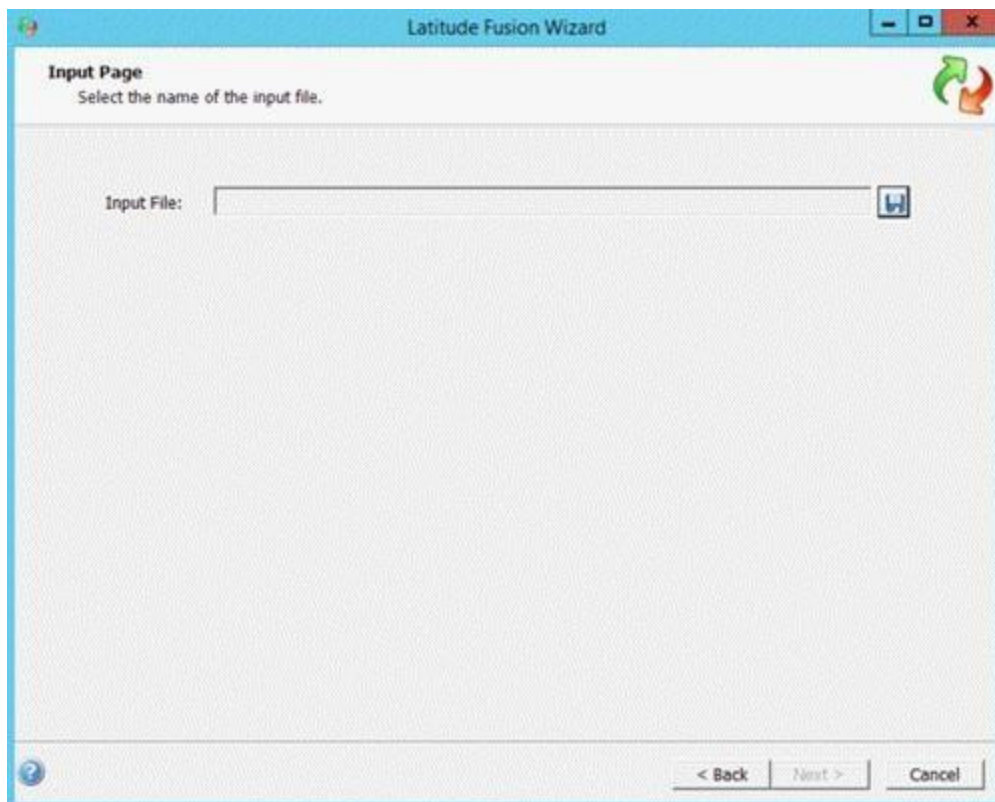 Latitude Fusion Wizard
Input Page
Select the name of the input file.
Input File:
< Back Next > Cancel